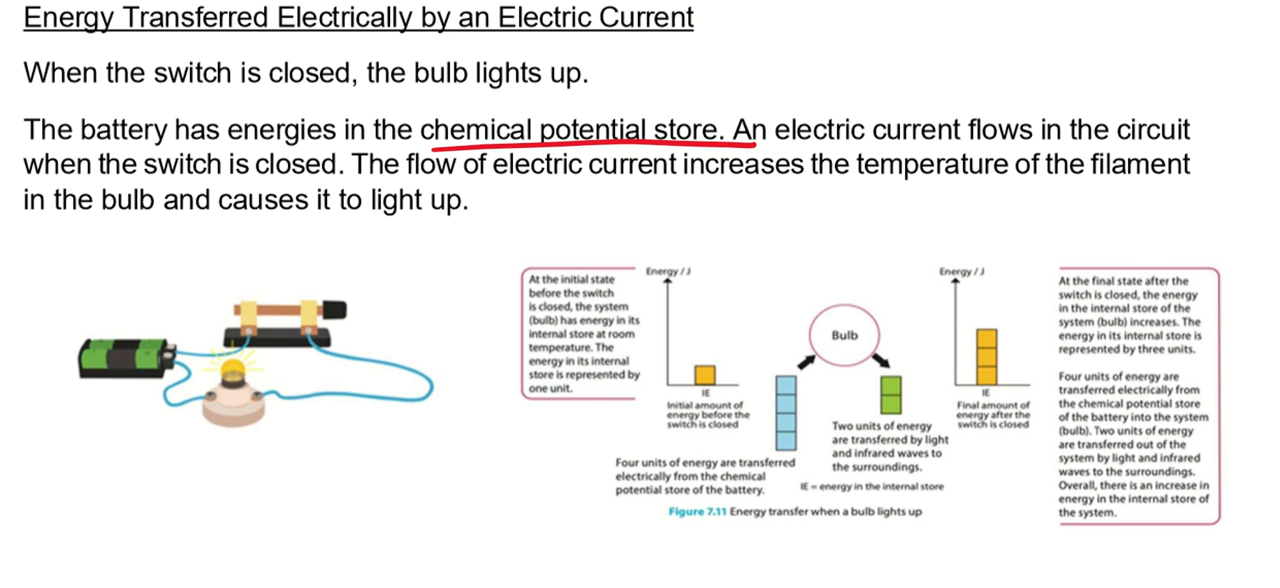 Energy Transferred Electrically by an Electric Current
When the switch is closed, the bulb lights up.
The battery has energies in the chemical potential store. An electric current flows in the circuit
when the switch is closed. The flow of electric current increases the temperature of the filament
in the bulb and causes it to light up.
At the initial state
before the switch
is closed, the system
(bulb) has energy in its
internal store at room
temperature. The
energy in its internal
store is represented by
one unit.
Energy / J
IE
Initial amount of
energy before the
switch is closed
Four units of energy are transferred
electrically from the chemical
potential store of the battery.
Bulb
Two units of energy
are transferred by light
and infrared waves to
the surroundings.
IE = energy in the internal store
Energy / J
IE
Final amount of
energy after the
switch is closed
At the final state after the
switch is closed, the energy
in the internal store of the
system (bulb) increases. The
energy in its internal store is
represented by three units.
Four units of energy are
transferred electrically from
the chemical potential store
of the battery into the system
(bulb). Two units of energy
are transferred out of the
system by light and infrared
waves to the surroundings.
Overall, there is an increase in
energy in the internal store of
the system.
Figure 7.11 Energy transfer when a bulb lights up